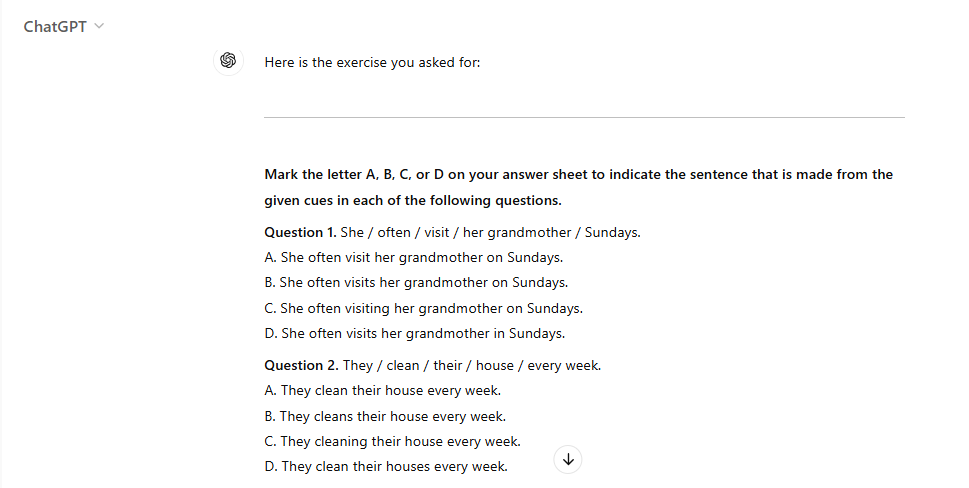 ChatGPT
Here is the exercise you asked for:
Mark the letter A, B, C, or D on your answer sheet to indicate the sentence that is made from the
given cues in each of the following questions.
Question 1. She / often / visit / her grandmother / Sundays.
A. She often visit her grandmother on Sundays.
B. She often visits her grandmother on Sundays.
C. She often visiting her grandmother on Sundays.
D. She often visits her grandmother in Sundays.
Question 2. They / clean / their / house / every week.
A. They clean their house every week.
B. They cleans their house every week.
C. They cleaning their house every week.
D. They clean their houses every week.